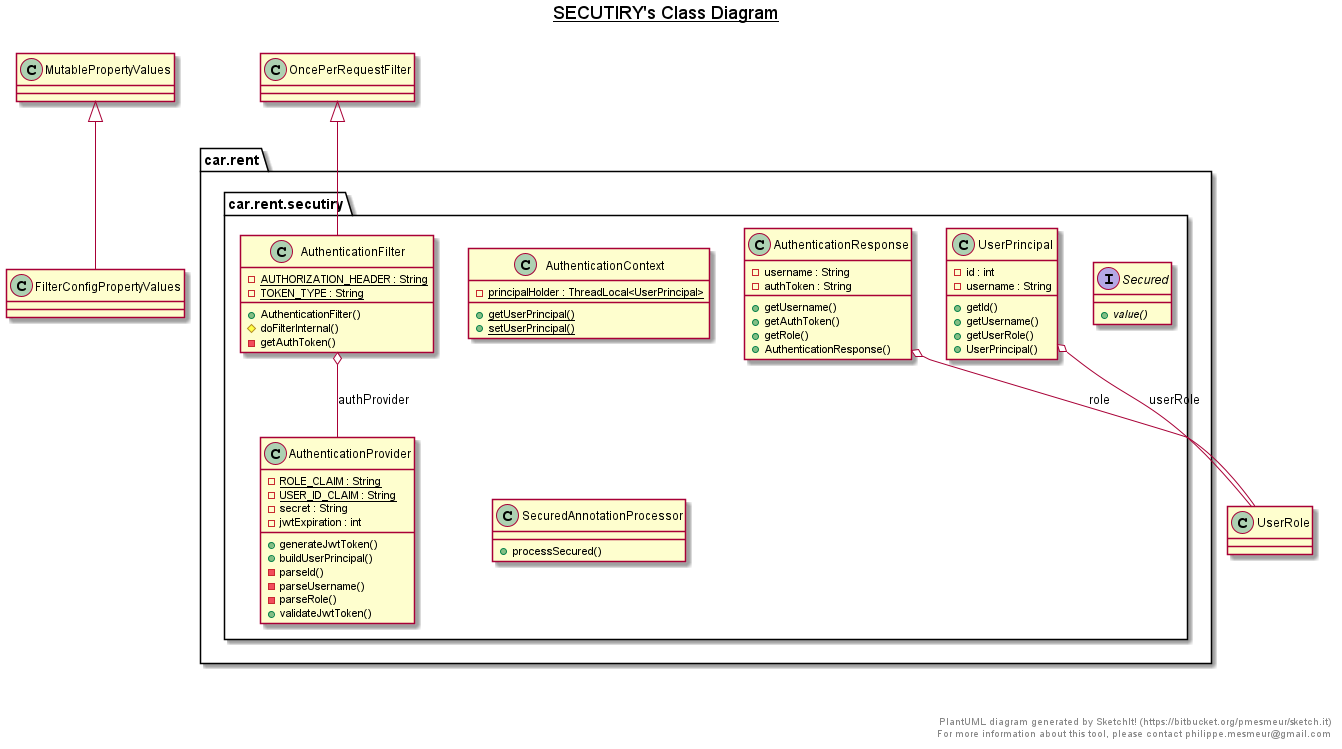 SECUTIRY's Class Diagram
C MutablePropertyValues
C OncePerRequestFilter
car.rent
car.rent.secutiry
C FilterConfigPropertyValues
C AuthenticationFilter
AUTHORIZATION_HEADER : String
TOKEN_TYPE : String
AuthenticationFilter()
doFilterInternal()
getAuthToken()
C AuthenticationContext
principalHolder : ThreadLocal<UserPrincipal>
getUserPrincipal()
setUserPrincipal()
C AuthenticationResponse
username : String
authToken : String
getUsername()
getAuthToken()
getRole()
AuthenticationResponse()
C UserPrincipal
id : int
username : String
getId()
getUsername()
getUserRole()
UserPrincipal()
I Secured
value()
authProvider
role
userRole
C AuthenticationProvider
ROLE_CLAIM : String
USER_ID_CLAIM : String
secret : String
jwtExpiration : int
generateJwtToken()
buildUserPrincipal()
parseId()
parseUsername()
parseRole()
validateJwtToken()
C SecuredAnnotationProcessor
processSecured()
C UserRole
PlantUML diagram generated by SketchIt! (https://bitbucket.org/pmesmeur/sketch.it)
For more information about this tool, please contact philippe.mesmeur@gmail.com